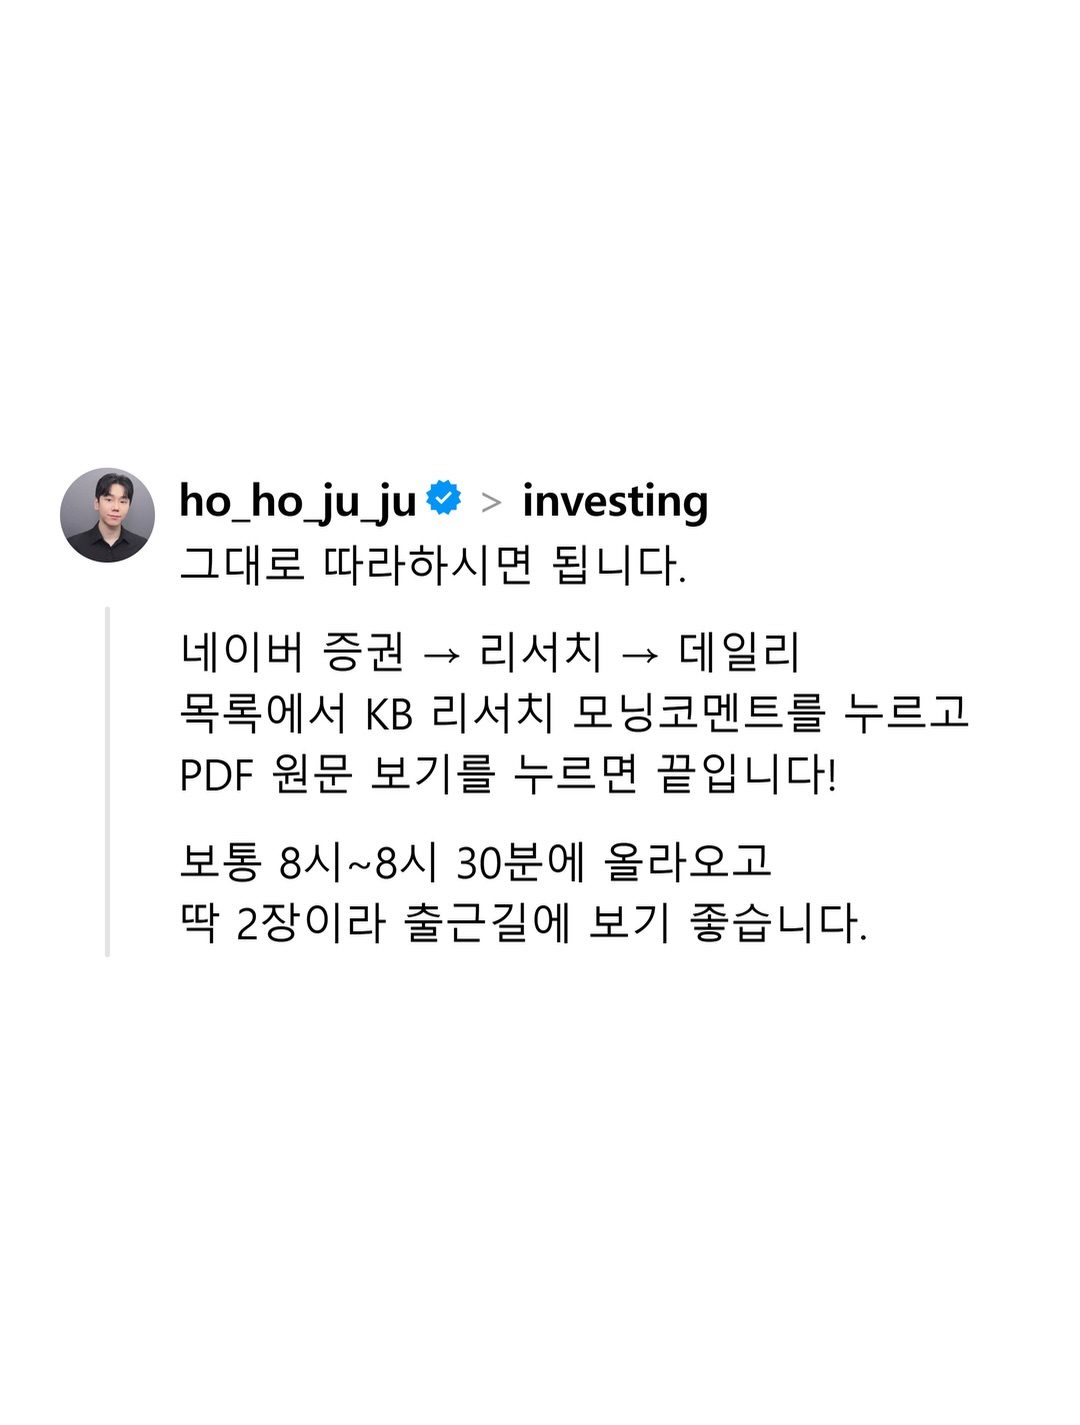 ho_ho_ju_ju > investing
그대로 따라하시면 됩니다.
네이버 증권 → 리서치 → 데일리
목록에서 KB 리서치 모닝코멘트를 누르고
PDF 원문 보기를 누르면 끝입니다!
보통 8시~8시 30분에 올라오고
딱 2장이라 출근길에 보기 좋습니다.